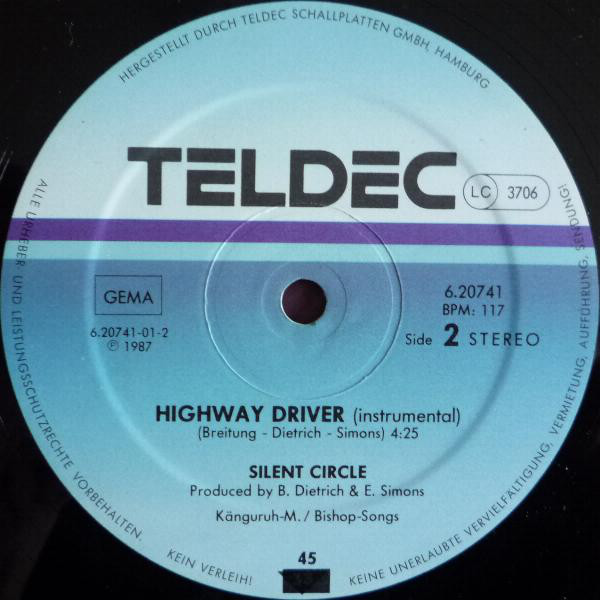 HERGESTELLT DURCH TELDEC SCHALLPLATTEN GMBH, HAMBURG
TELDEC
LC 3706
GEMA
6.20741-01-2
Ⓟ 1987
6.20741
BPM: 117
Side 2 STEREO
HIGHWAY DRIVER (instrumental)
(Breitung - Dietrich - Simons) 4:25
SILENT CIRCLE
Produced by B. Dietrich & E. Simons
Känguruh-M. / Bishop-Songs
45
ALLE URHEBER- UND LEISTUNGSSCHUTZRECHTE VORBEHALTEN.
KEIN VERLEIH!
KEINE UNERLAUBTE VERVIELFÄLTIGUNG, VERMIETUNG, AUFFÜHRUNG, SENDUNG!